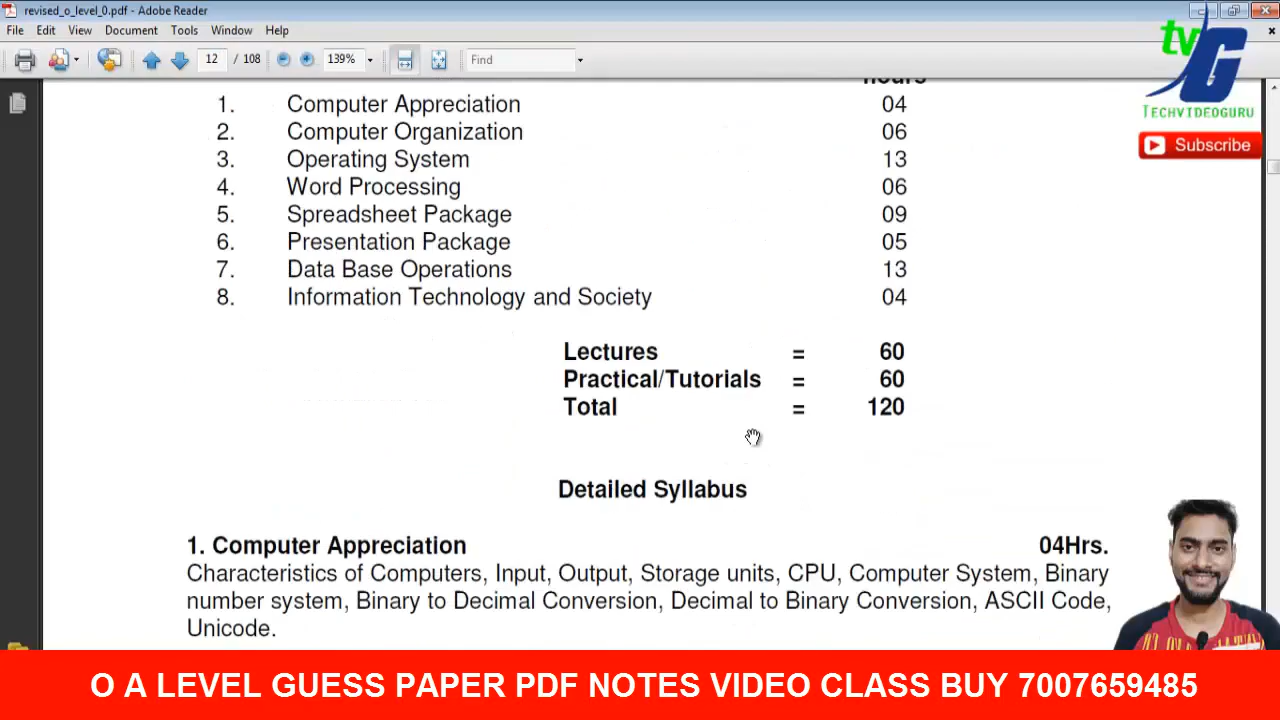 revised_o_level_0.pdf - Adobe Reader
File Edit View Document Tools Window Help
12 / 108 139% Find
tv
TECHVIDEOGURU
Subscribe
hours
1. Computer Appreciation 04
2. Computer Organization 06
3. Operating System 13
4. Word Processing 06
5. Spreadsheet Package 09
6. Presentation Package 05
7. Data Base Operations 13
8. Information Technology and Society 04
Lectures = 60
Practical/Tutorials = 60
Total = 120
Detailed Syllabus
1. Computer Appreciation 04Hrs.
Characteristics of Computers, Input, Output, Storage units, CPU, Computer System, Binary
number system, Binary to Decimal Conversion, Decimal to Binary Conversion, ASCII Code,
Unicode.
O A LEVEL GUESS PAPER PDF NOTES VIDEO CLASS BUY 7007659485